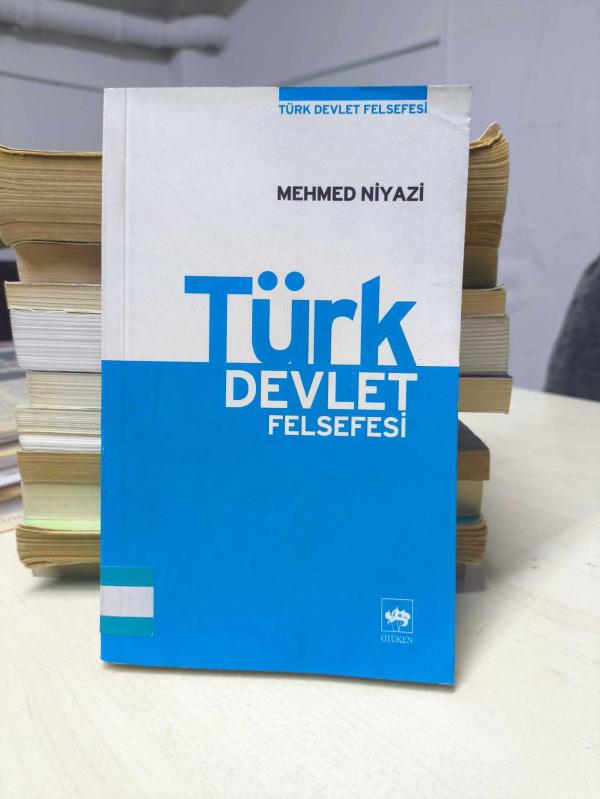 TÜRK DEVLET FELSEFESİ
MEHMED NİYAZİ
Türk
DEVLET
FELSEFESİ
ÖTÜKEN